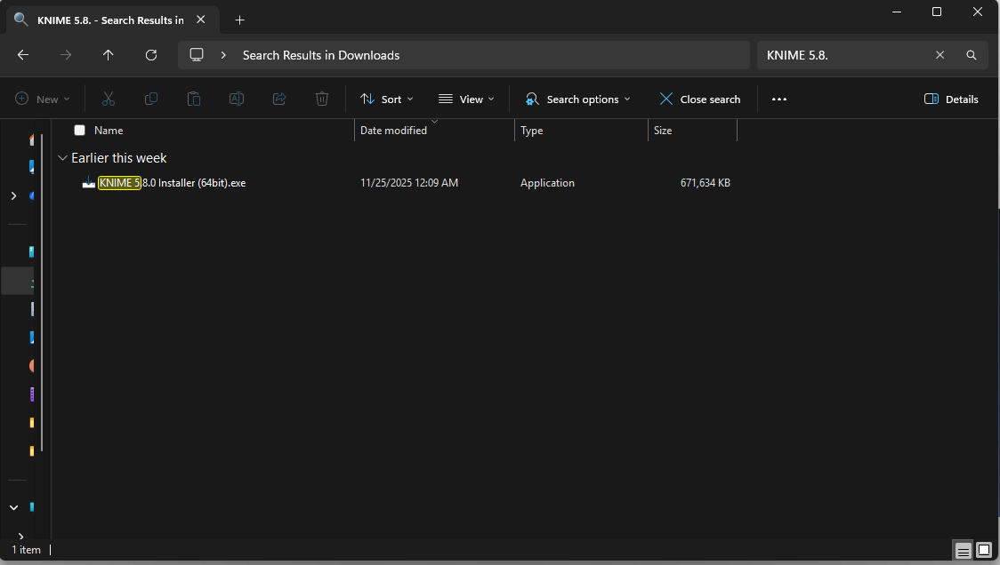 KNIME 5.8. - Search Results in
Search Results in Downloads
KNIME 5.8.
New
Sort
View
Search options
Close search
Details
Name
Date modified
Type
Size
Earlier this week
KNIME 5.8.0 Installer (64bit).exe
11/25/2025 12:09 AM
Application
671,634 KB
1 item